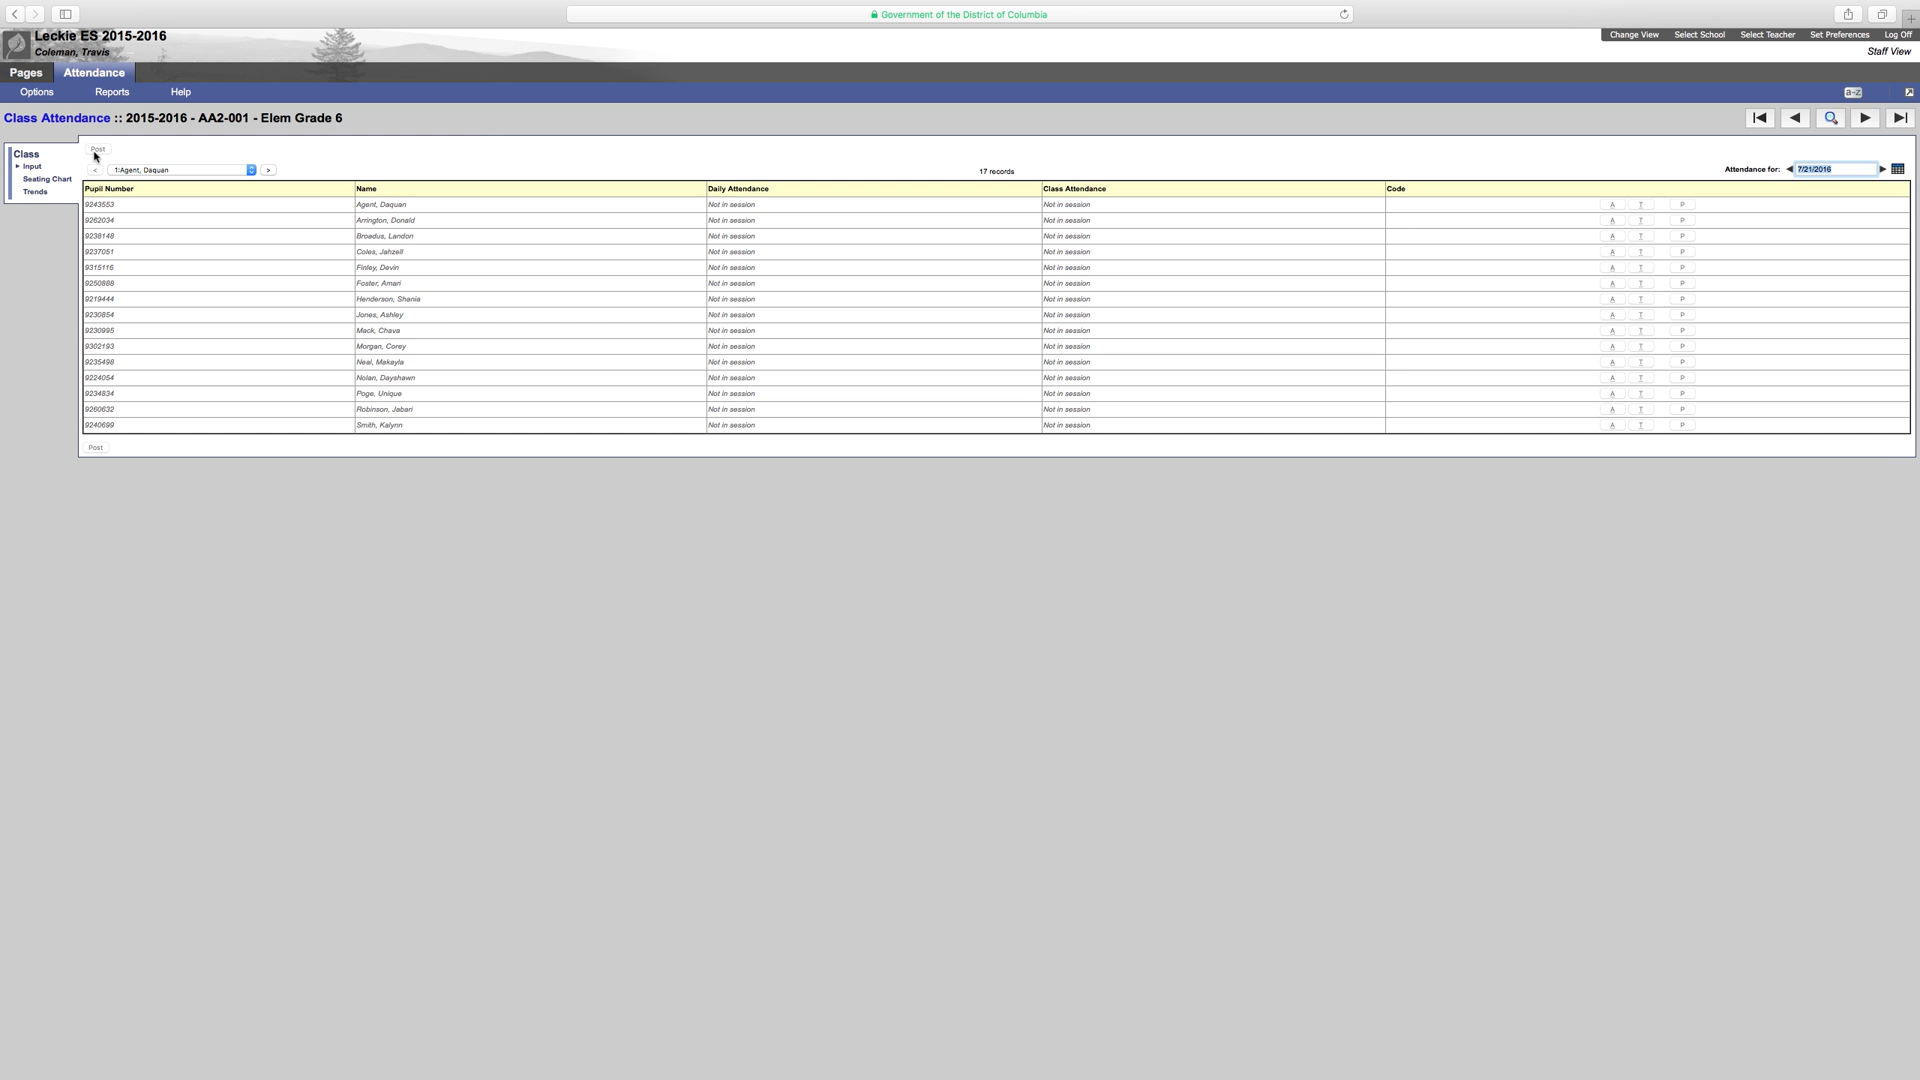 Government of the District of Columbia
Leckie ES 2015-2016
Coleman, Travis
Change View Select School Select Teacher Set Preferences Log Off
Staff View
Pages Attendance
Options Reports Help a-z
Class Attendance :: 2015-2016 - AA2-001 - Elem Grade 6
Class
Input
Seating Chart
Trends
Post
< 1:Agent, Daquan > 17 records Attendance for: 7/21/2016
Pupil Number Name Daily Attendance Class Attendance Code
9243553 Agent, Daquan Not in session Not in session A T P
9262034 Arrington, Donald Not in session Not in session A T P
9238148 Broadus, Landon Not in session Not in session A T P
9237051 Coles, Jahzell Not in session Not in session A T P
9315116 Finley, Devin Not in session Not in session A T P
9250888 Foster, Amari Not in session Not in session A T P
9219444 Henderson, Shania Not in session Not in session A T P
9230854 Jones, Ashley Not in session Not in session A T P
9230995 Mack, Chava Not in session Not in session A T P
9302193 Morgan, Corey Not in session Not in session A T P
9235498 Neal, Makayla Not in session Not in session A T P
9224054 Nolan, Dayshawn Not in session Not in session A T P
9234834 Poge, Unique Not in session Not in session A T P
9260632 Robinson, Jabari Not in session Not in session A T P
9240699 Smith, Kalynn Not in session Not in session A T P
Post